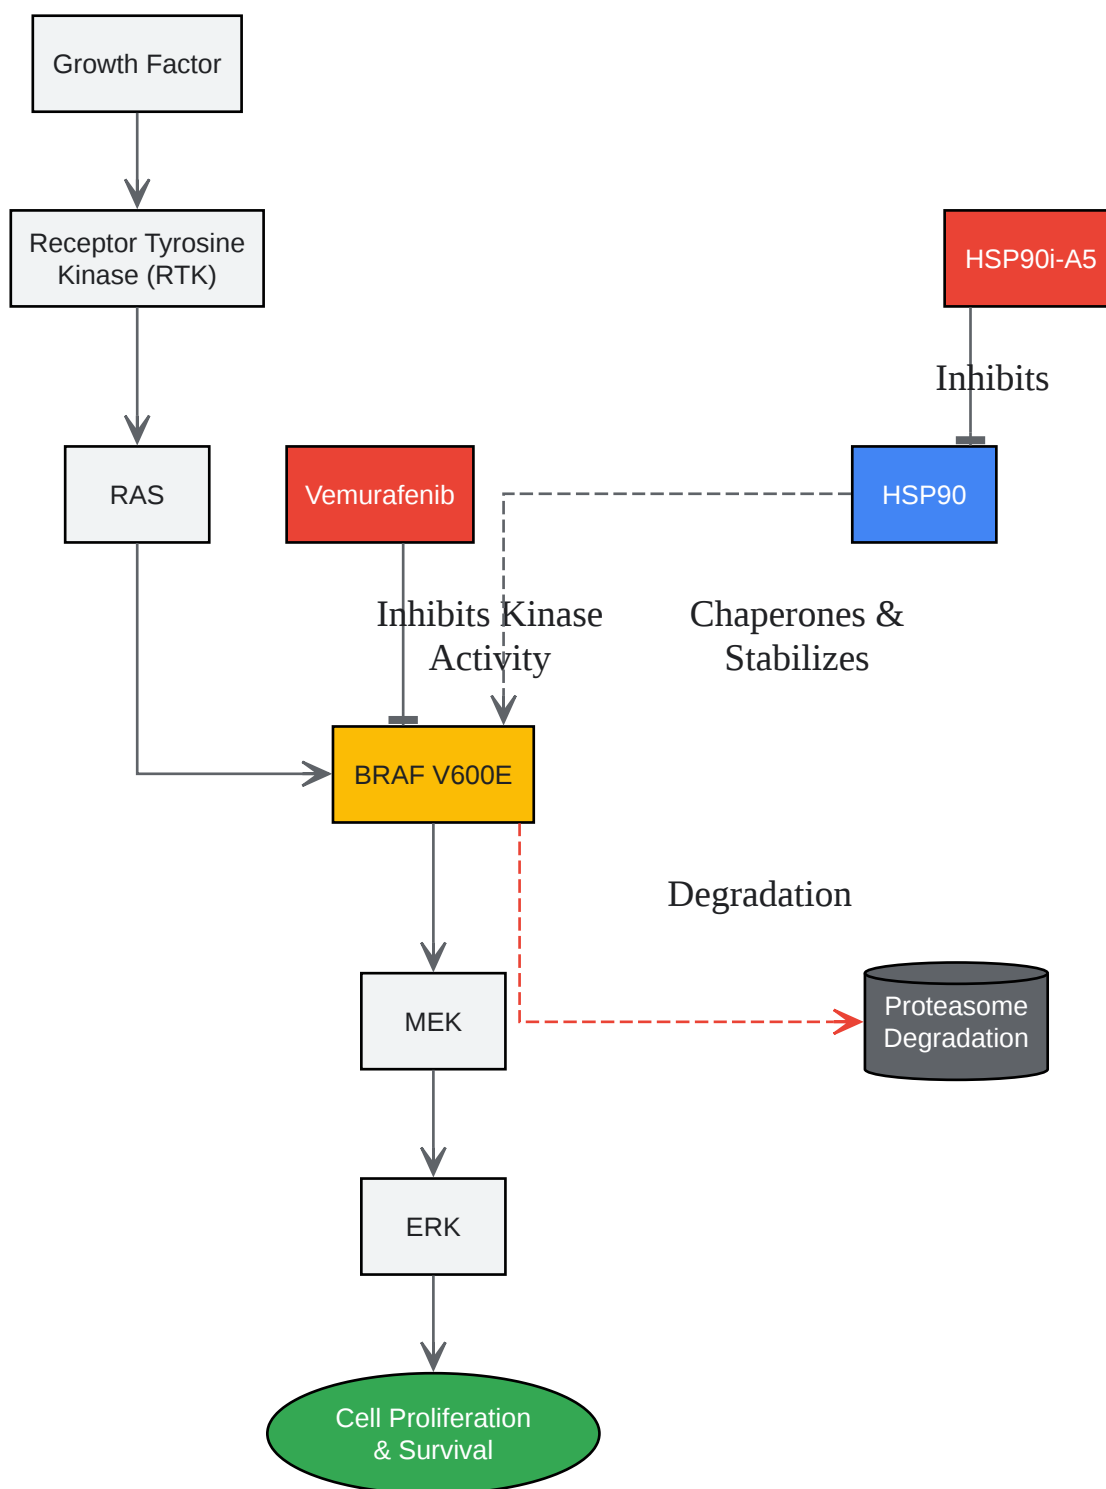 Growth Factor
Receptor Tyrosine
Kinase (RTK)
HSP90i-A5
Inhibits
RAS
Vemurafenib
HSP90
Inhibits Kinase
Activity
Chaperones &
Stabilizes
BRAF V600E
Degradation
MEK
Proteasome
Degradation
ERK
Cell Proliferation
& Survival